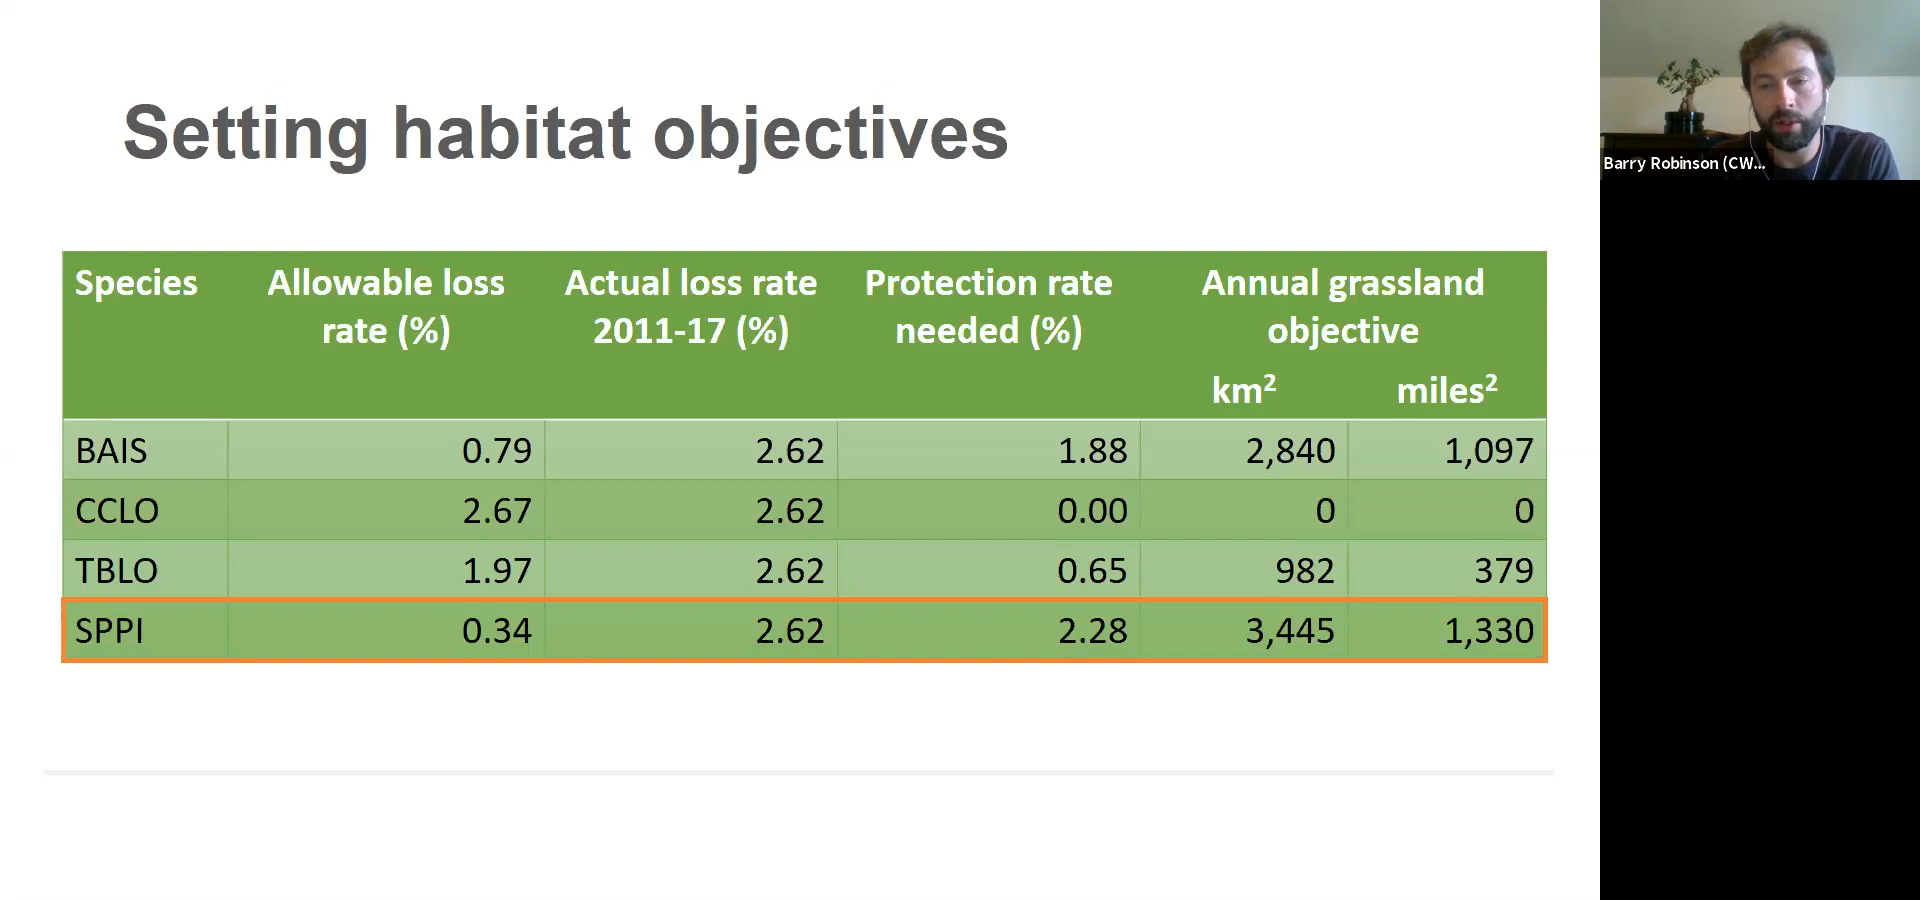 Setting habitat objectives
Species Allowable loss Actual loss rate Protection rate Annual grassland
rate (%) 2011-17 (%) needed (%) objective
km² miles²
BAIS 0.79 2.62 1.88 2,840 1,097
CCLO 2.67 2.62 0.00 0 0
TBLO 1.97 2.62 0.65 982 379
SPPI 0.34 2.62 2.28 3,445 1,330
Barry Robinson (CW...